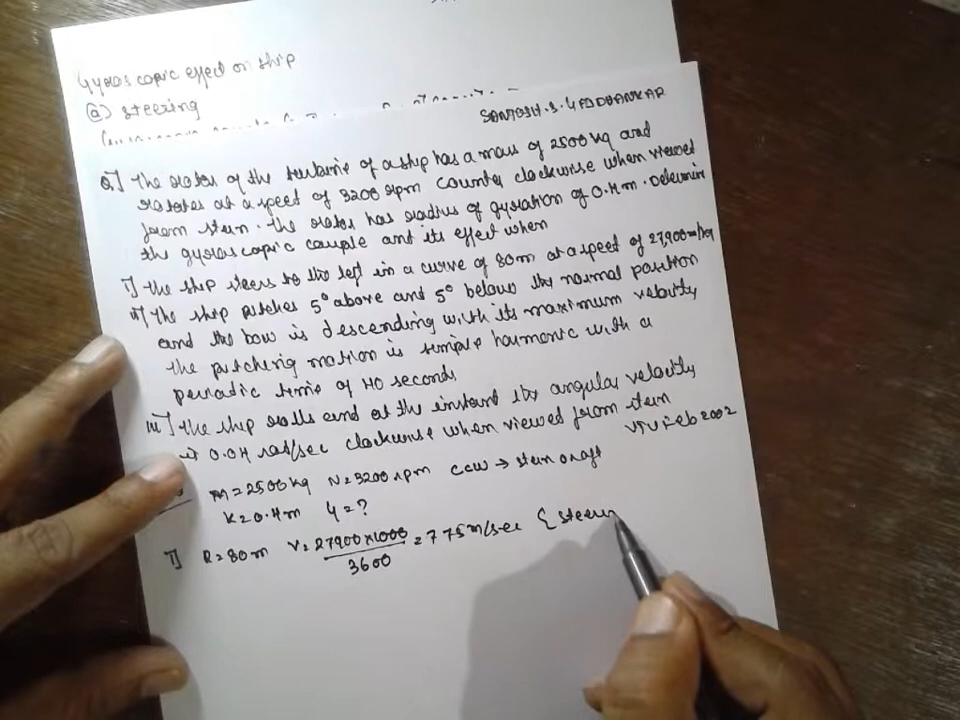 Gyroscopic effect on ship
@) steering
SANTOSH.S.
Q] The rotor of the turbine of a ship has a mass of 2500 kg and
rotates at a speed of 3200 rpm counter clockwise when viewed
from stern. The rotor has radius of gyration of 0.4m. Determine
the gyroscopic couple and its effect when
i] The ship steers to the left in a curve of 80m at a speed of 27,900m/hr
ii] The ship pitches 5° above and 5° below the normal position
and the bow is descending with its maximum velocity
The pitching motion is simple harmonic with a
periodic time of 40 seconds
iii] The ship rolls and at the instant its angular velocity
is 0.04 rad/sec clockwise when viewed from stern
VTU Feb 2002
m = 2500 kg N = 3200 rpm CCW → stern or aft
k = 0.4m G = ?
i] R = 80m V = 27900 x 1000 = 7.75 m/sec { Steerin
3600